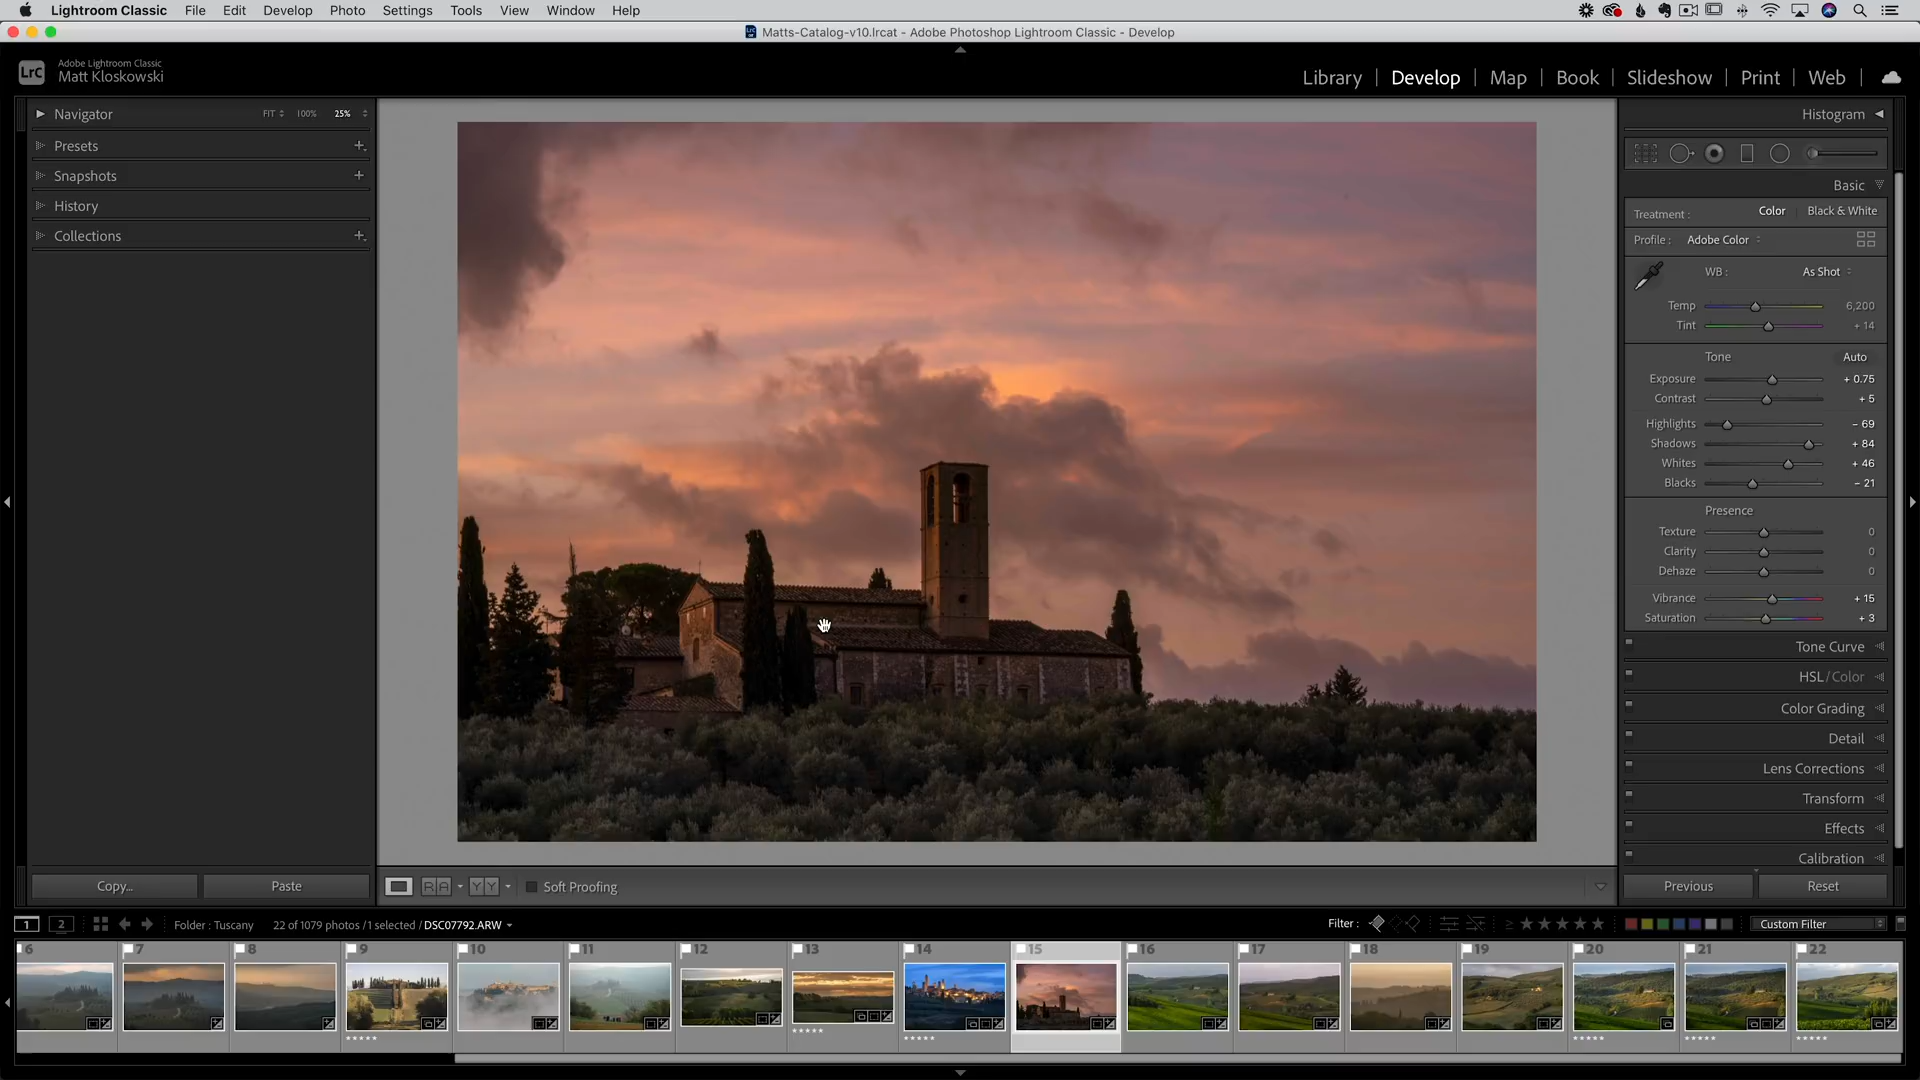 Lightroom Classic File Edit Develop Photo Settings Tools View Window Help
Matts-Catalog-v10.lrcat - Adobe Photoshop Lightroom Classic - Develop
LrC
Adobe Lightroom Classic
Matt Kloskowski
Library | Develop | Map | Book | Slideshow | Print | Web |
Navigator FIT 100% 25%
Presets +
Snapshots +
History
Collections +
Histogram
Basic
Treatment : Color Black & White
Profile : Adobe Color
WB : As Shot
Temp 6,200
Tint + 14
Tone Auto
Exposure + 0.75
Contrast + 5
Highlights − 69
Shadows + 84
Whites + 46
Blacks − 21
Presence
Texture 0
Clarity 0
Dehaze 0
Vibrance + 15
Saturation + 3
Tone Curve
HSL / Color
Color Grading
Detail
Lens Corrections
Transform
Effects
Calibration
Copy... Paste
R A Y Y Soft Proofing
Previous Reset
1 2 Folder : Tuscany 22 of 1079 photos / 1 selected / DSC07792.ARW Filter : ≥ ★ ★ ★ ★ ★ Custom Filter
6 7 8 9 10 11 12 13 14 15 16 17 18 19 20 21 22